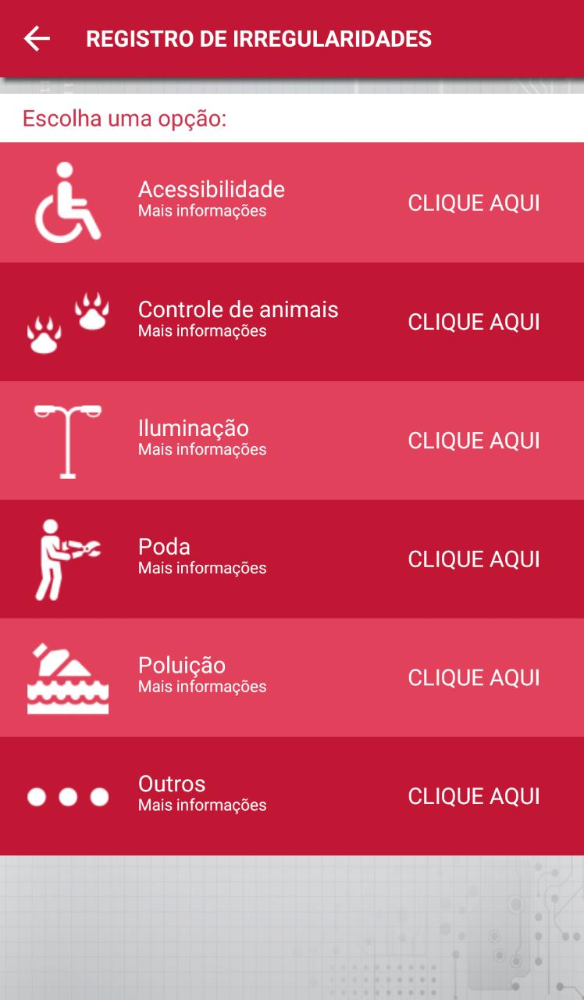 REGISTRO DE IRREGULARIDADES
Escolha uma opção:
Acessibilidade
Mais informações
CLIQUE AQUI
Controle de animais
Mais informações
CLIQUE AQUI
Iluminação
Mais informações
CLIQUE AQUI
Poda
Mais informações
CLIQUE AQUI
Poluição
Mais informações
CLIQUE AQUI
Outros
Mais informações
CLIQUE AQUI